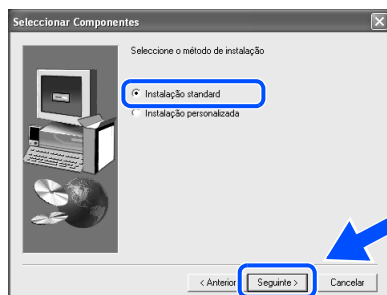 Seleccionar Componentes
Seleccione o método de instalação
Instalação standard
Instalação personalizada
< Anterior
Seguinte >
Cancelar